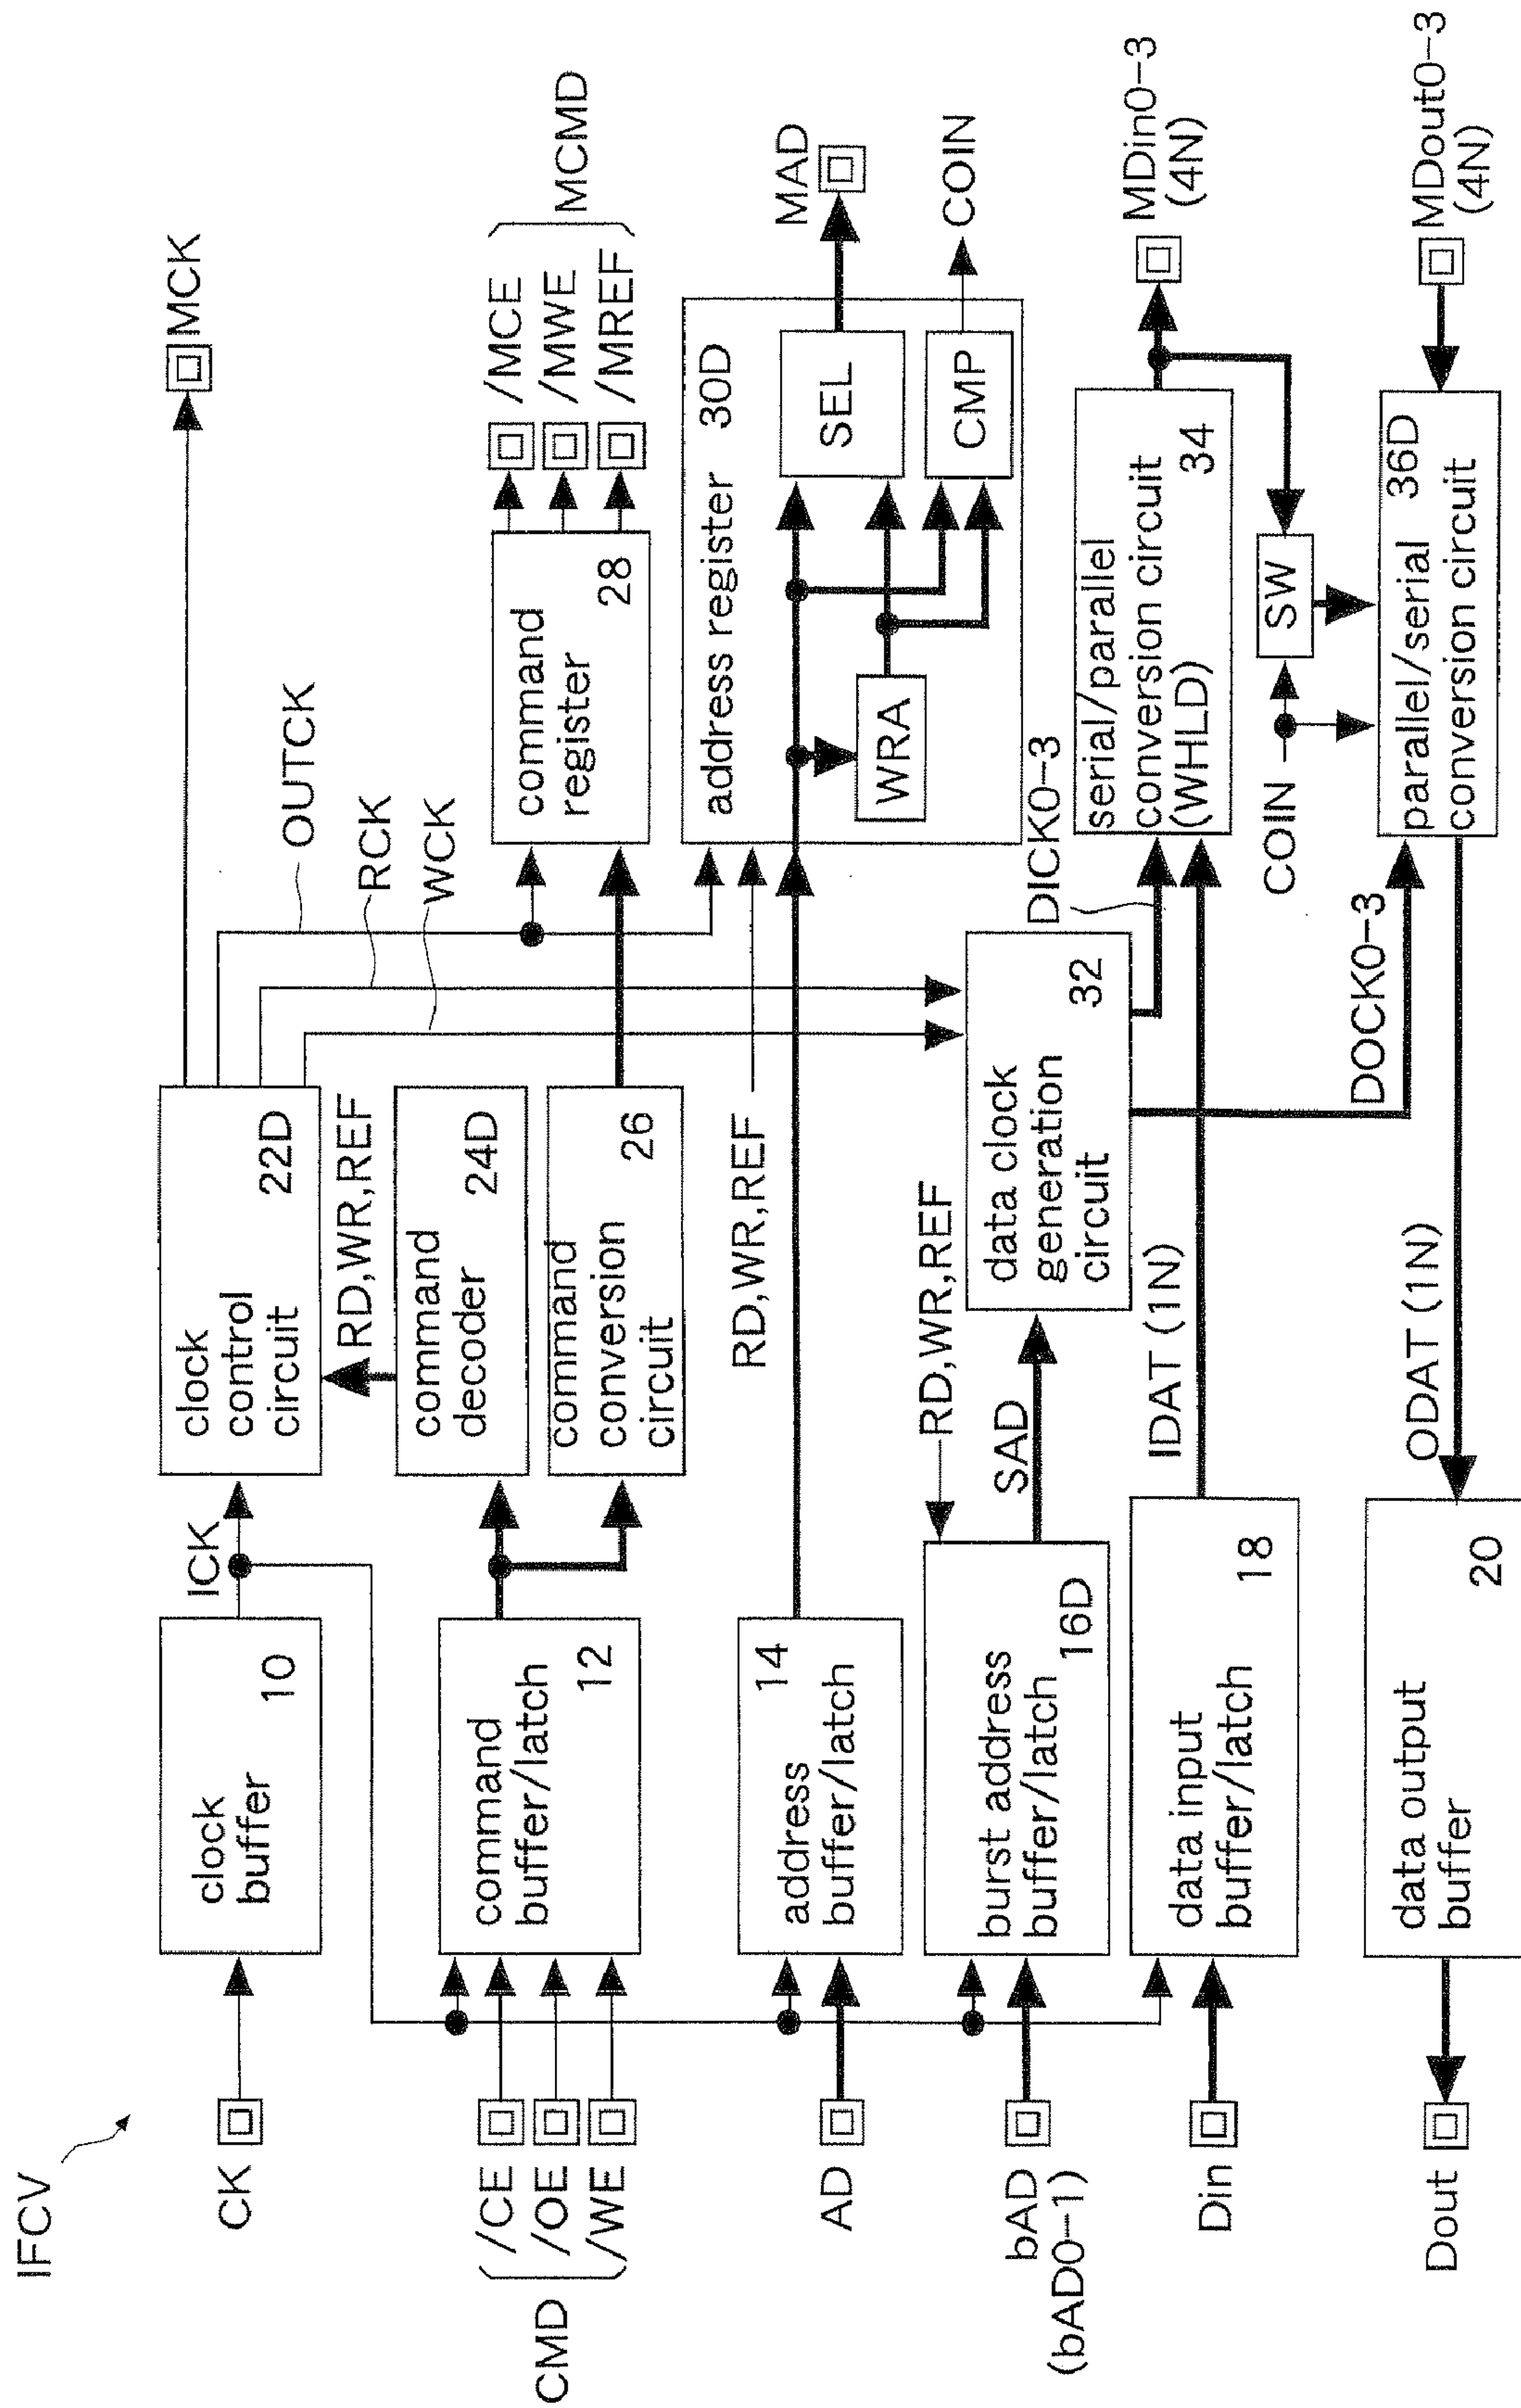 IFCV
CK
clock
buffer
10
ICK
clock
control
circuit
22D
MCK
OUTCK
RCK
WCK
RD,WR,REF
CMD
/CE
/OE
/WE
command
buffer/latch
12
command
decoder
24D
command
conversion
circuit
26
command
register
28
/MCE
/MWE
/MREF
MCMD
AD
14
address
buffer/latch
RD,WR,REF
address register 30D
WRA
SEL
CMP
MAD
COIN
bAD
(bAD0-1)
burst address
buffer/latch
16D
RD,WR,REF
SAD
data clock
generation
circuit
32
DICK0-3
Din
data input
buffer/latch
18
IDAT (1N)
serial/parallel
conversion circuit
(WHLD)
34
MDin0-3
(4N)
COIN
SW
DOCK0-3
Dout
data output
buffer
20
ODAT (1N)
parallel/serial 36D
conversion circuit
MDout0-3
(4N)